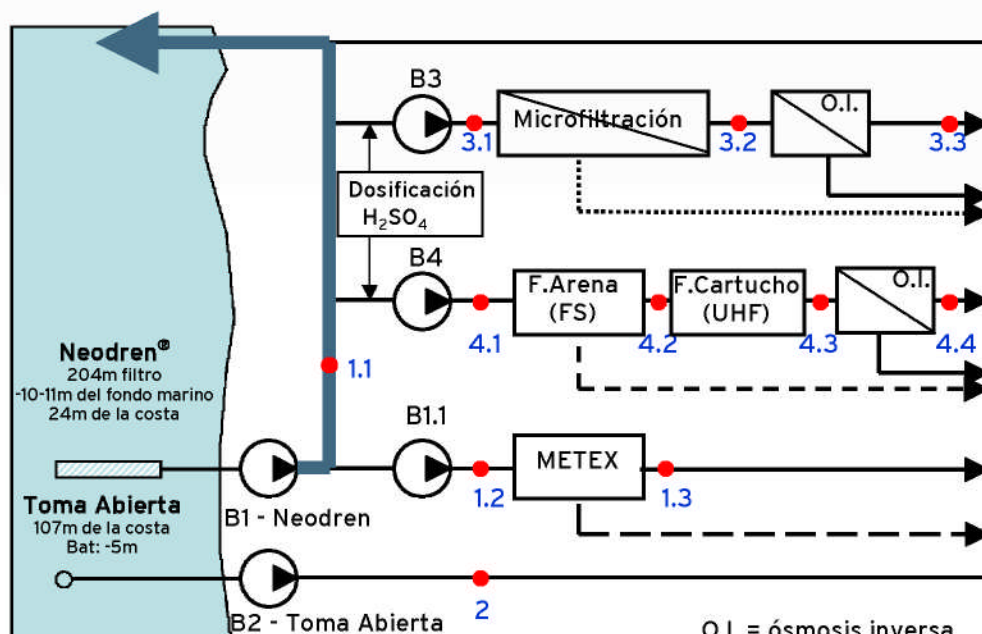 B3
O.I.
Microfiltración
3.1
3.2
3.3
Dosificación
H₂SO₄
B4
O.I.
F.Arena
(FS)
F.Cartucho
(UHF)
4.1
4.2
4.3
4.4
Neodren®
204m filtro
-10-11m del fondo marino
24m de la costa
1.1
B1.1
METEX
1.2
1.3
Toma Abierta
107m de la costa
Bat: -5m
B1 - Neodren
2
B2 - Toma Abierta
O.I. = ósmosis inversa